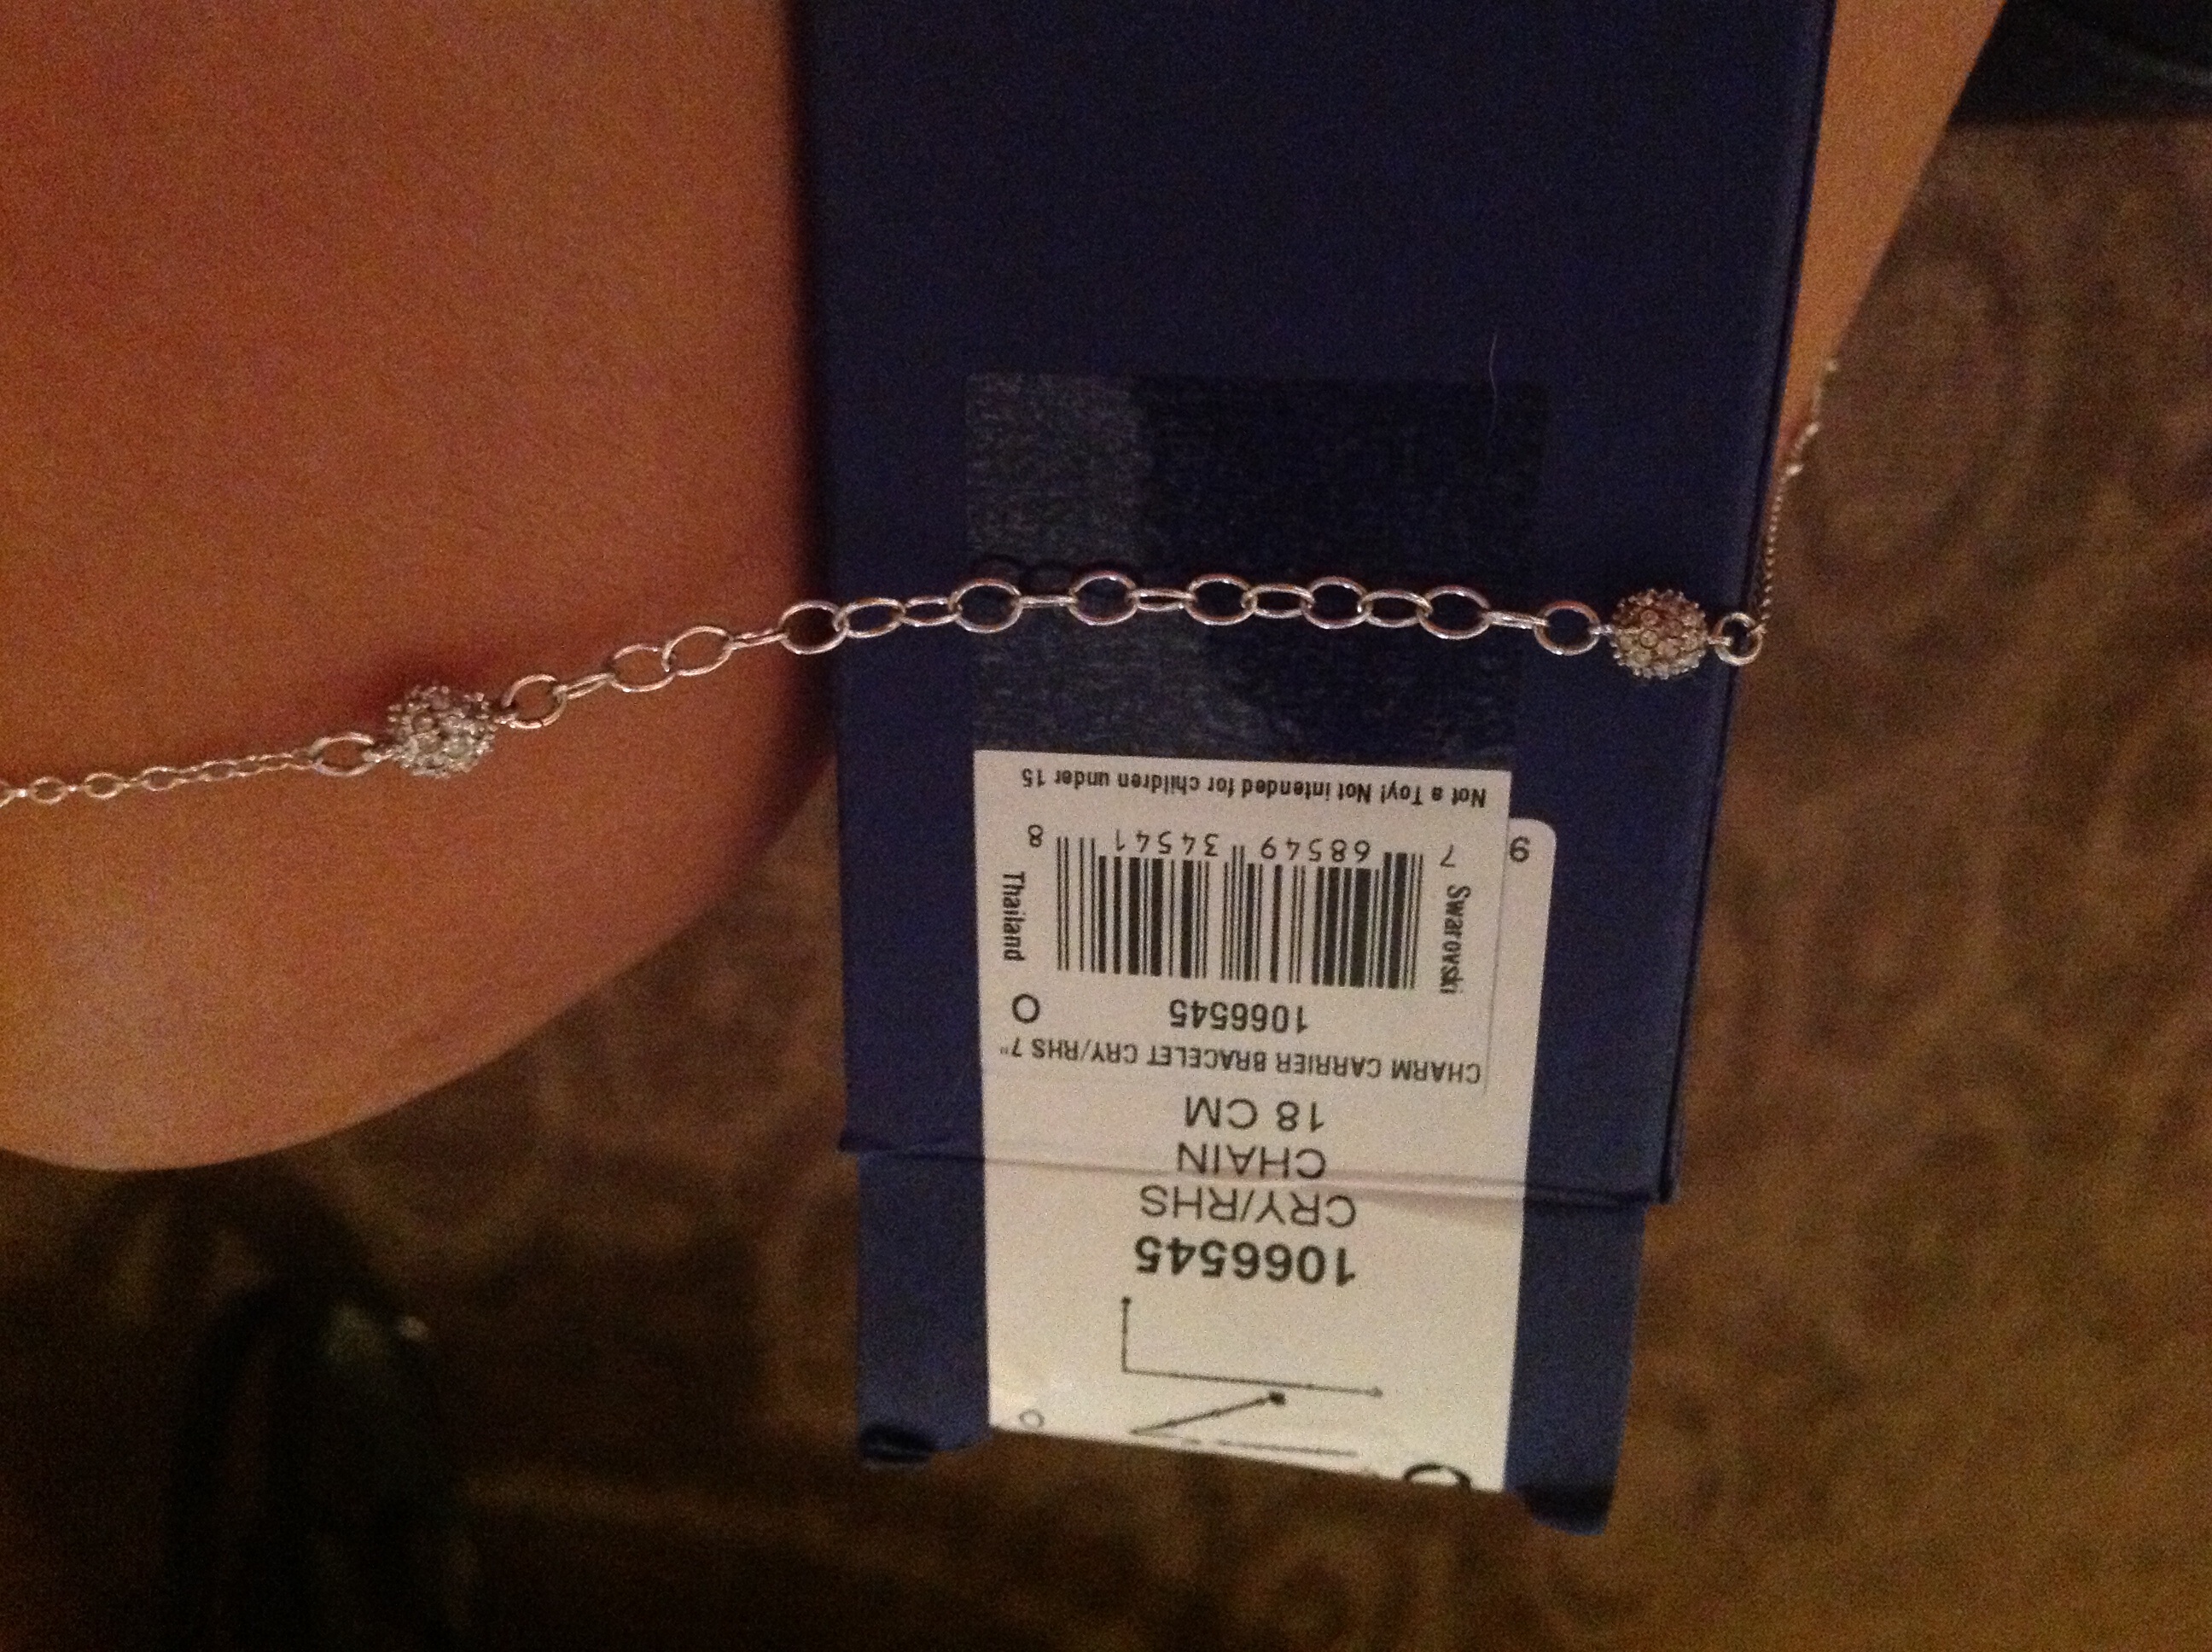 1066545
CRY/RHS
CHAIN
18 CM
CHARM CARRIER BRACELET CRY/RHS 7"
1066545
O
Swarovski
Thailand
7 68549 34541 8
9
Not a Toy! Not intended for children under 15